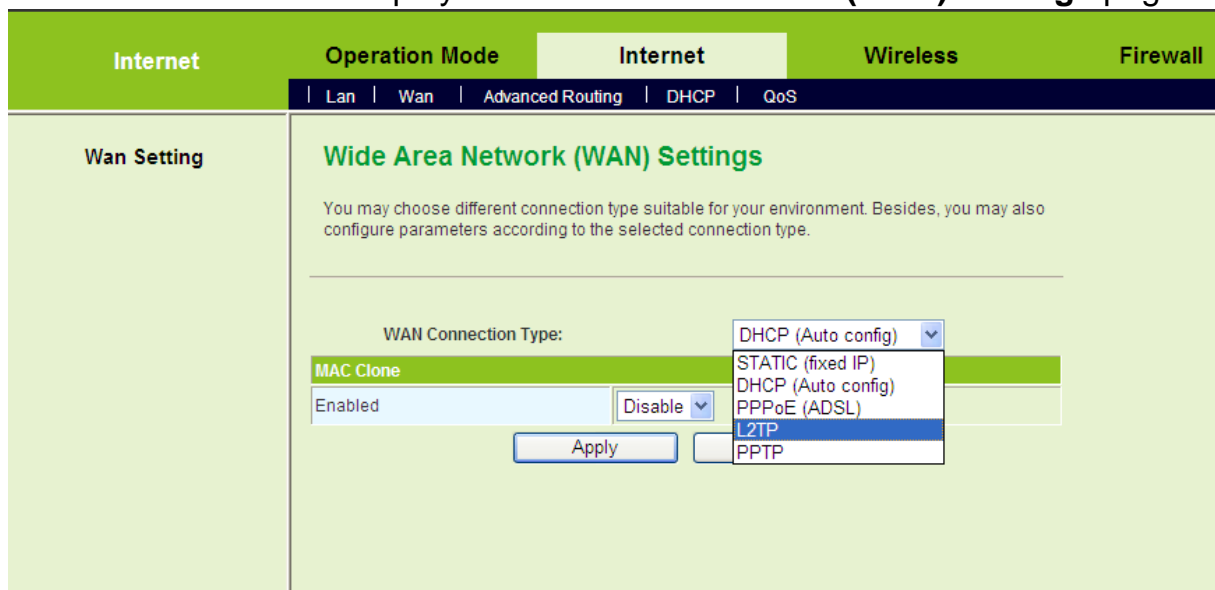 Internet
Operation Mode Internet Wireless Firewall
Lan Wan Advanced Routing DHCP QoS
Wan Setting
Wide Area Network (WAN) Settings
You may choose different connection type suitable for your environment. Besides, you may also
configure parameters according to the selected connection type.
WAN Connection Type: DHCP (Auto config)
STATIC (fixed IP)
DHCP (Auto config)
PPPoE (ADSL)
L2TP
PPTP
MAC Clone
Enabled Disable
Apply